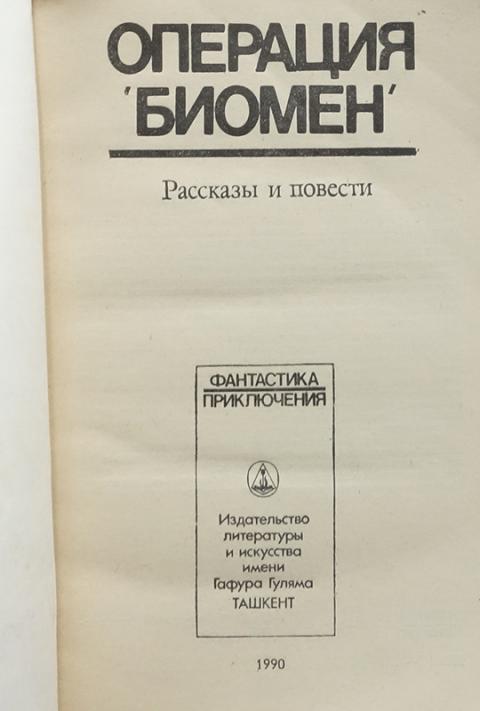 ОПЕРАЦИЯ
'БИОМЕН'
Рассказы и повести
ФАНТАСТИКА
ПРИКЛЮЧЕНИЯ
Издательство
литературы
и искусства
имени
Гафура Гуляма
ТАШКЕНТ
1990